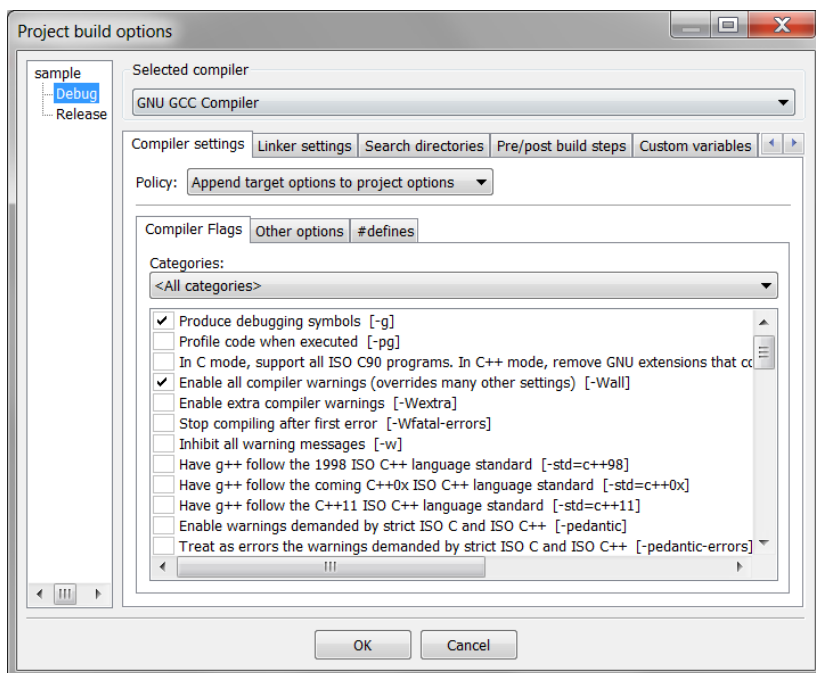 Project build options
sample
Debug
Release
Selected compiler
GNU GCC Compiler
Compiler settings Linker settings Search directories Pre/post build steps Custom variables
Policy: Append target options to project options
Compiler Flags Other options #defines
Categories:
<All categories>
Produce debugging symbols [-g]
Profile code when executed [-pg]
In C mode, support all ISO C90 programs. In C++ mode, remove GNU extensions that
Enable all compiler warnings (overrides many other settings) [-Wall]
Enable extra compiler warnings [-Wextra]
Stop compiling after first error [-Wfatal-errors]
Inhibit all warning messages [-w]
Have g++ follow the 1998 ISO C++ language standard [-std=c++98]
Have g++ follow the coming C++0x ISO C++ language standard [-std=c++0x]
Have g++ follow the C++11 ISO C++ language standard [-std=c++11]
Enable warnings demanded by strict ISO C and ISO C++ [-pedantic]
Treat as errors the warnings demanded by strict ISO C and ISO C++ [-pedantic-errors]
OK Cancel